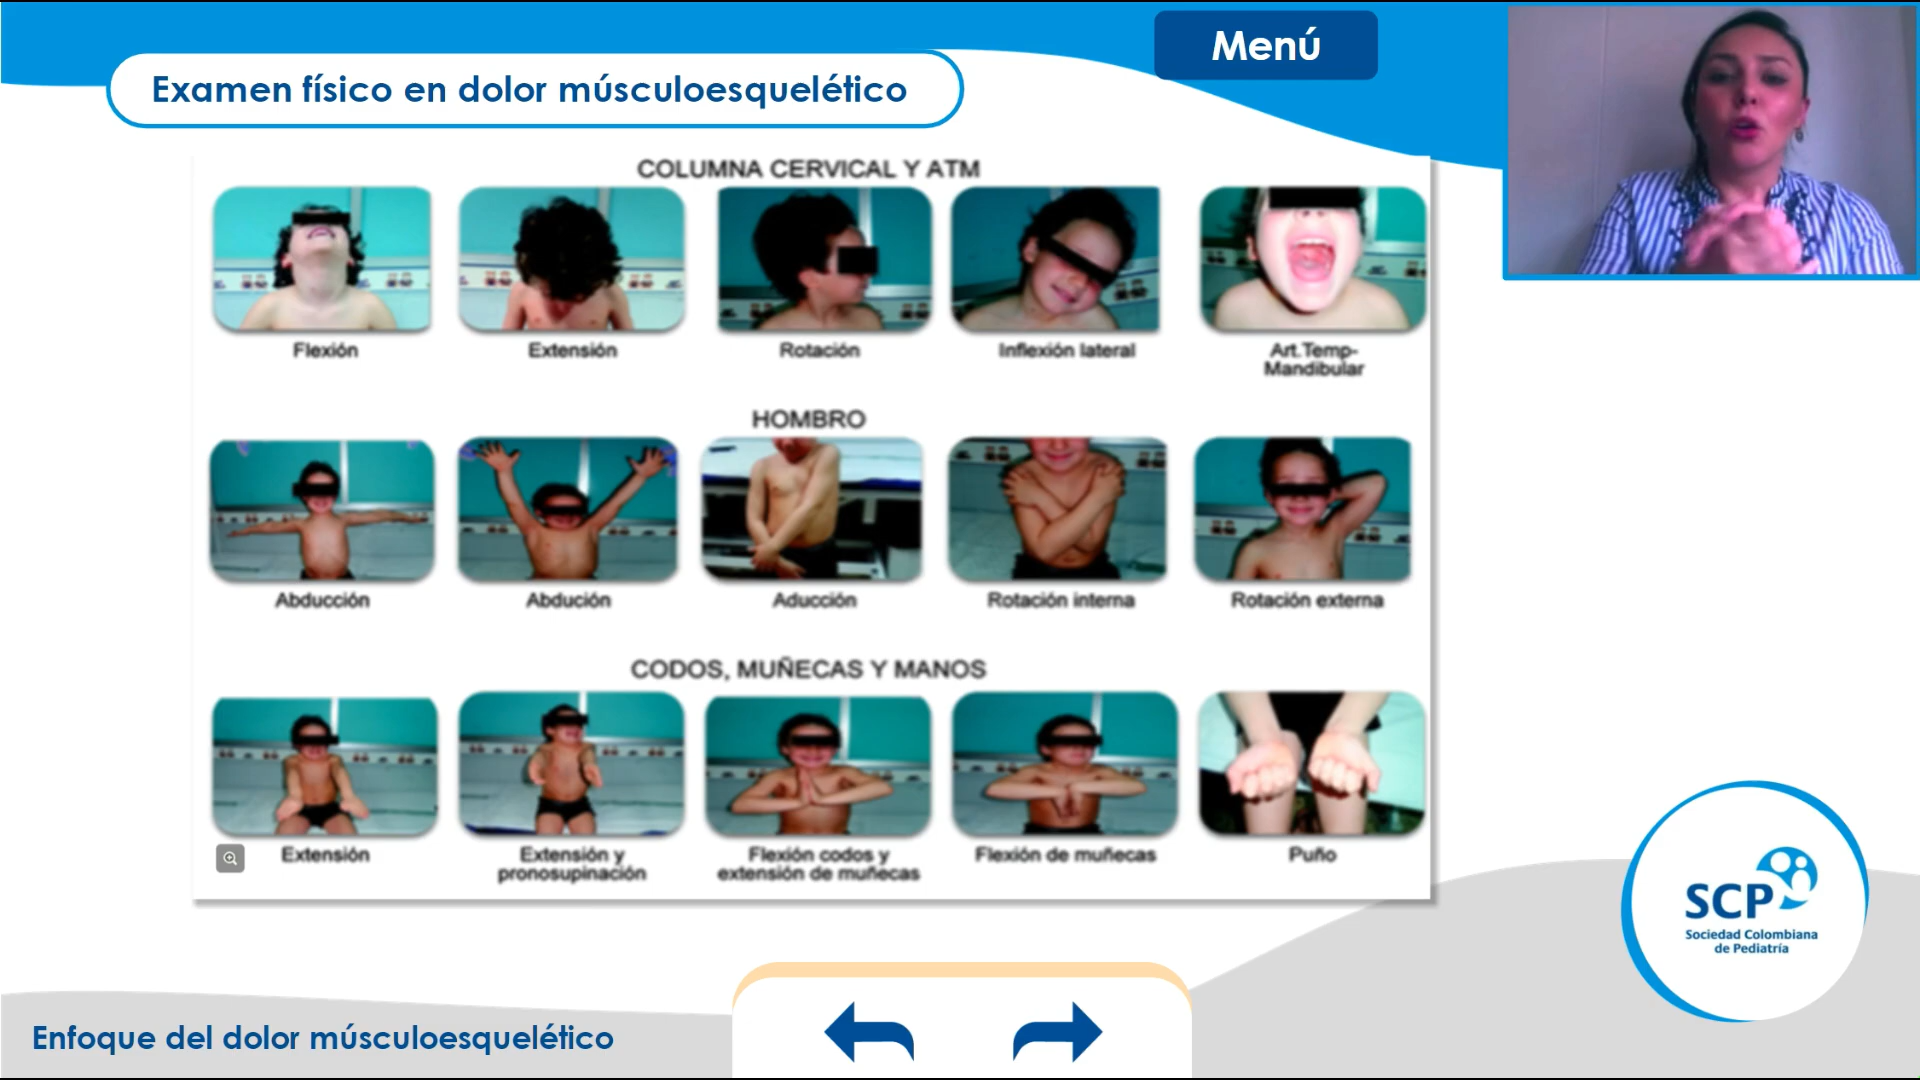 Menú
Examen físico en dolor músculoesquelético
COLUMNA CERVICAL Y ATM
Flexión
Extensión
Rotación
Inflexión lateral
Art.Temp-
Mandibular
HOMBRO
Abducción
Abdución
Aducción
Rotación interna
Rotación externa
CODOS, MUÑECAS Y MANOS
Extensión
Extensión y
pronosupinación
Flexión codos y
extensión de muñecas
Flexión de muñecas
Puño
SCP
Sociedad Colombiana
de Pediatría
Enfoque del dolor músculoesquelético